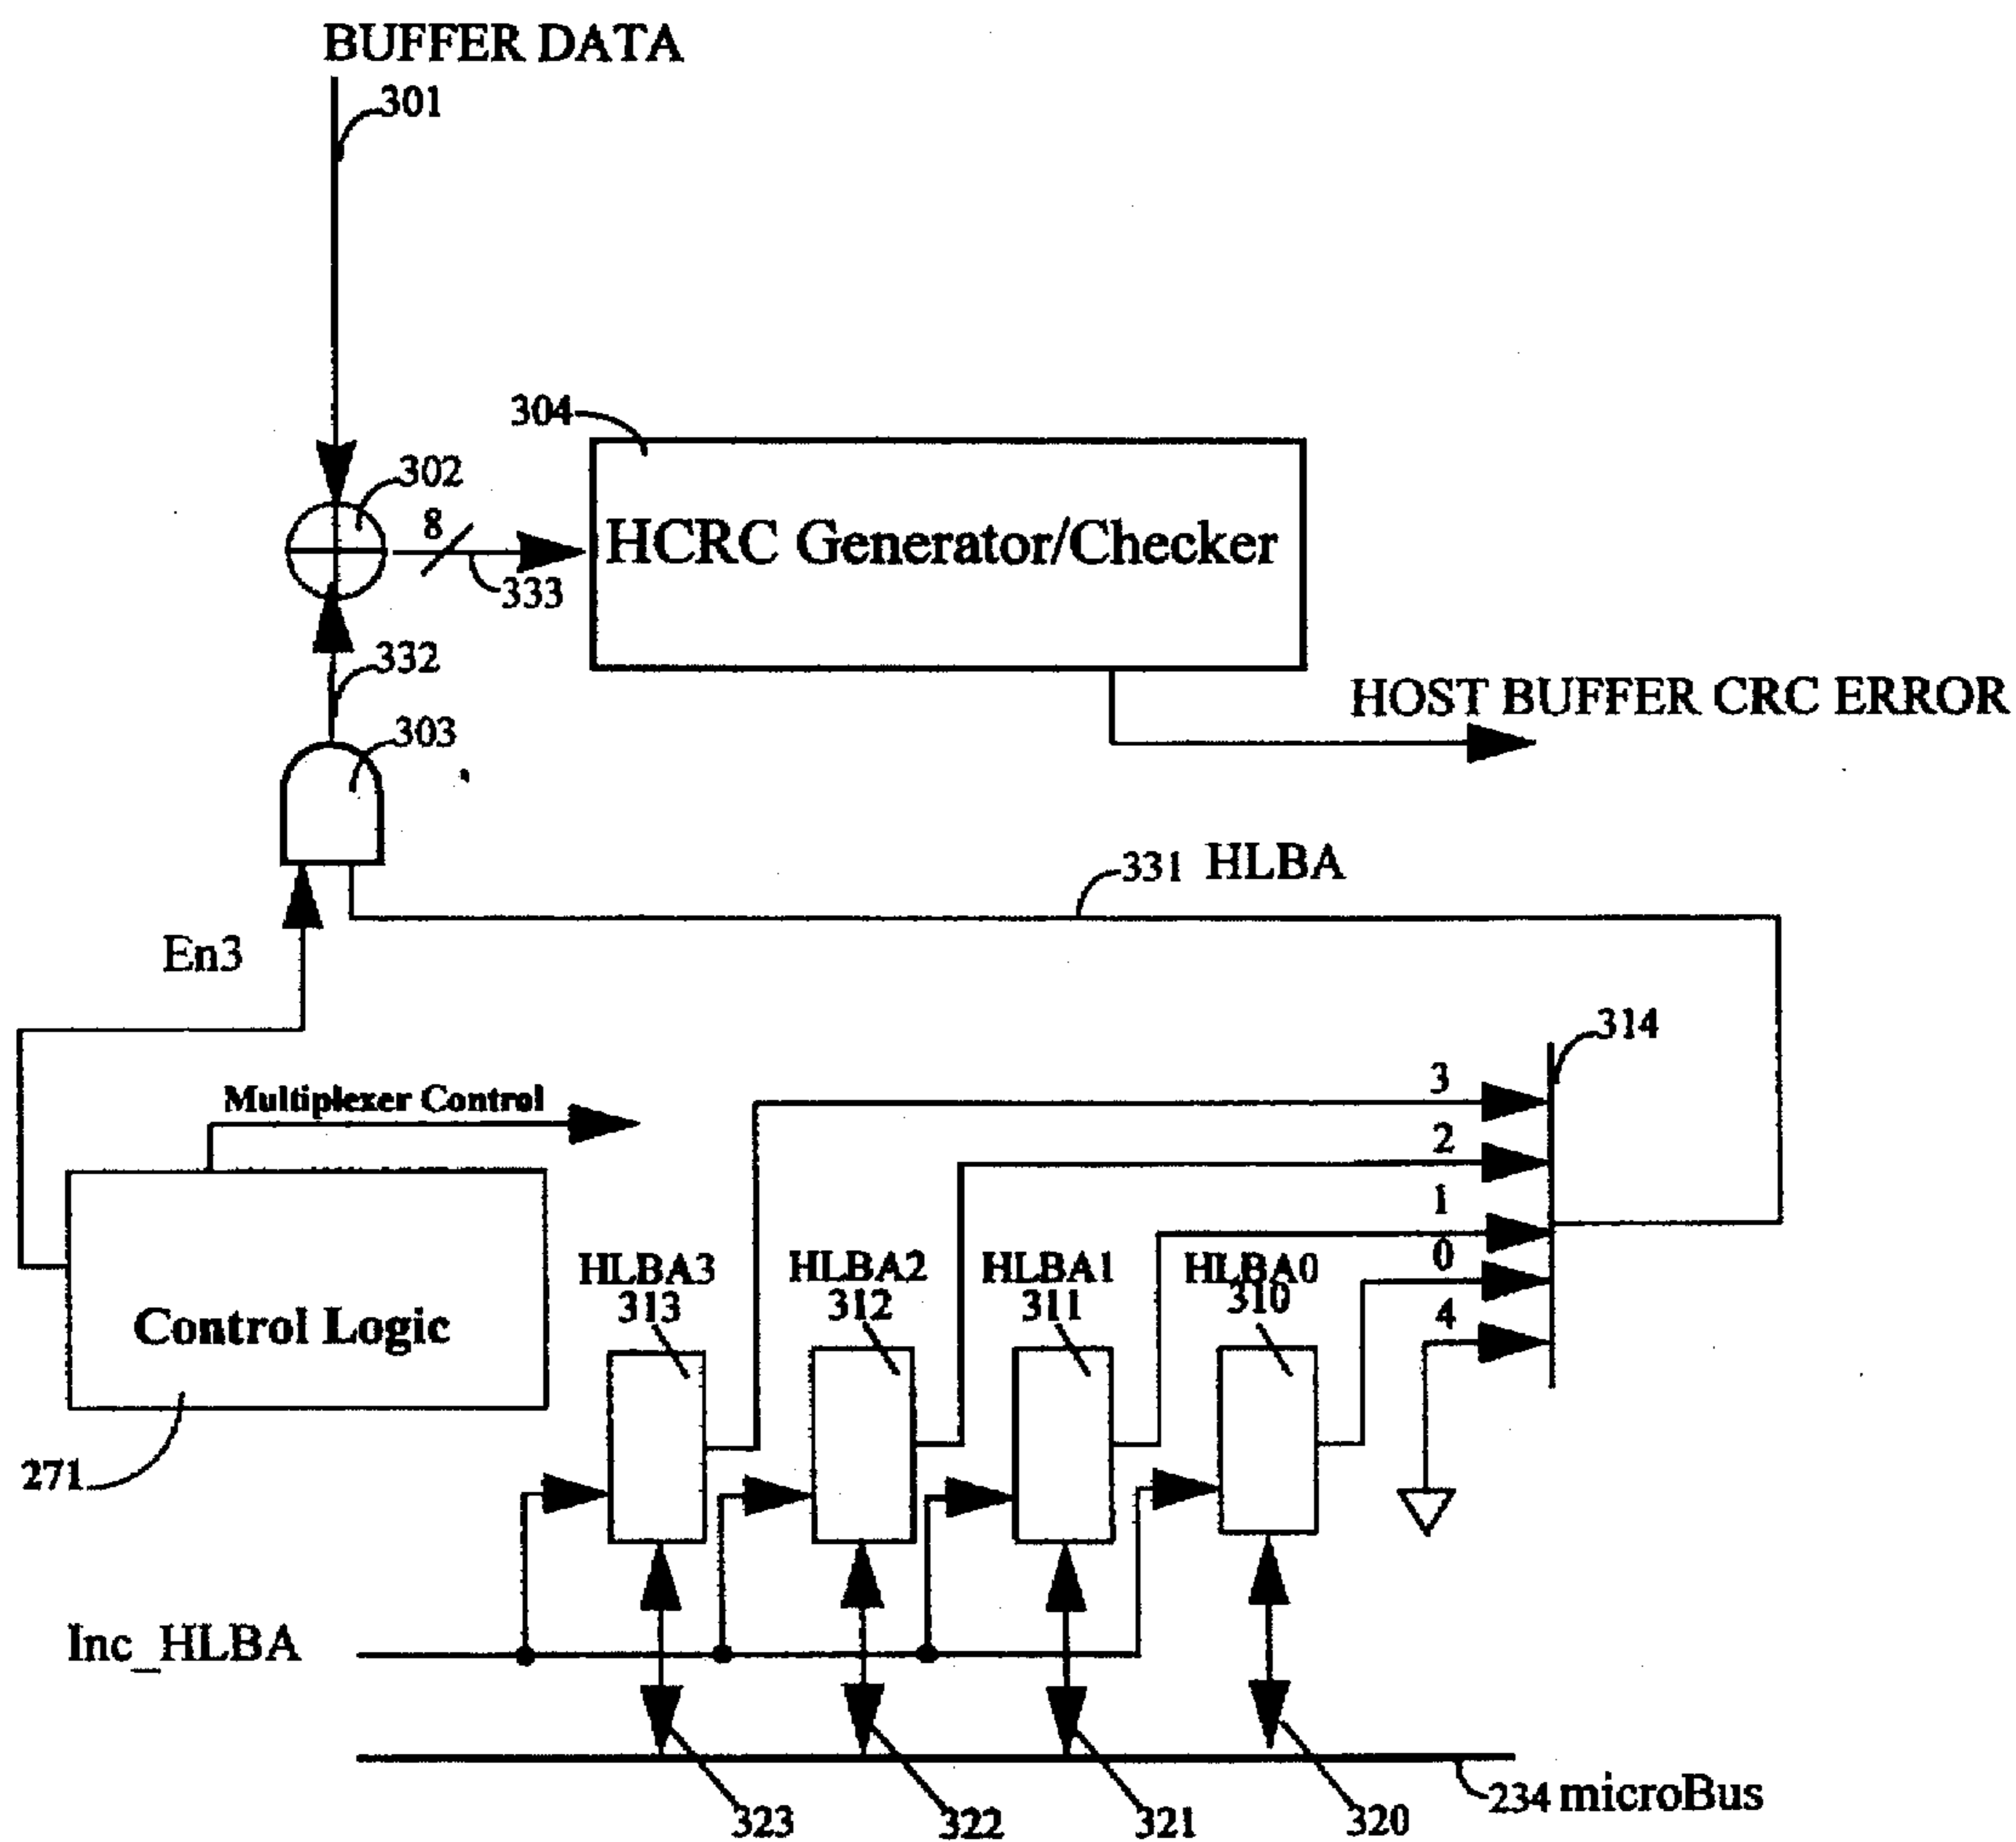 BUFFER DATA
301
304
302
8
HCRC Generator/Checker
333
332
HOST BUFFER CRC ERROR
303
331 HLBA
En3
314
3
Multiplexer Control
2
1
0
HLBA3
HLBA2
HLBA1
HLBA0
313
312
311
310
4
Control Logic
271
Inc_HLBA
234 microBus
323
322
321
320